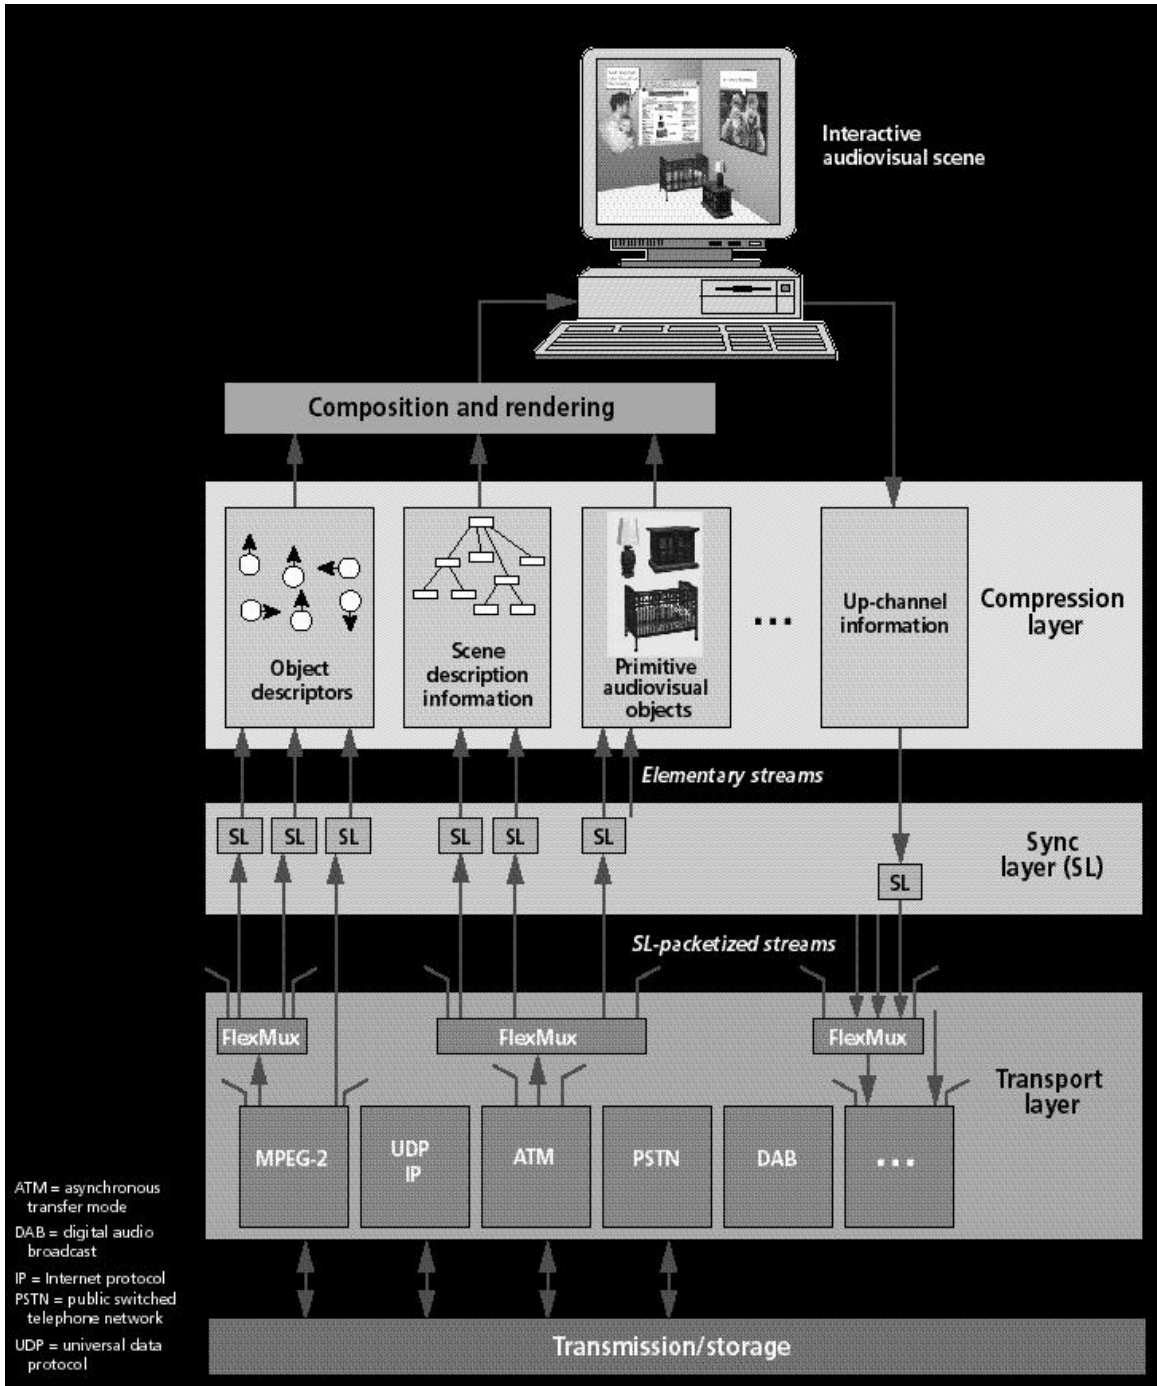 Interactive
audiovisual scene
Composition and rendering
Object
descriptors
Scene
description
information
Primitive
audiovisual
objects
...
Up-channel
information
Compression
layer
Elementary streams
SL
SL
SL
SL
SL
SL
SL
Sync
layer (SL)
SL-packetized streams
FlexMux
FlexMux
FlexMux
Transport
layer
MPEG-2
UDP
IP
ATM
PSTN
DAB
...
ATM = asynchronous
transfer mode
DAB = digital audio
broadcast
IP = Internet protocol
PSTN = public switched
telephone network
UDP = universal data
protocol
Transmission/storage